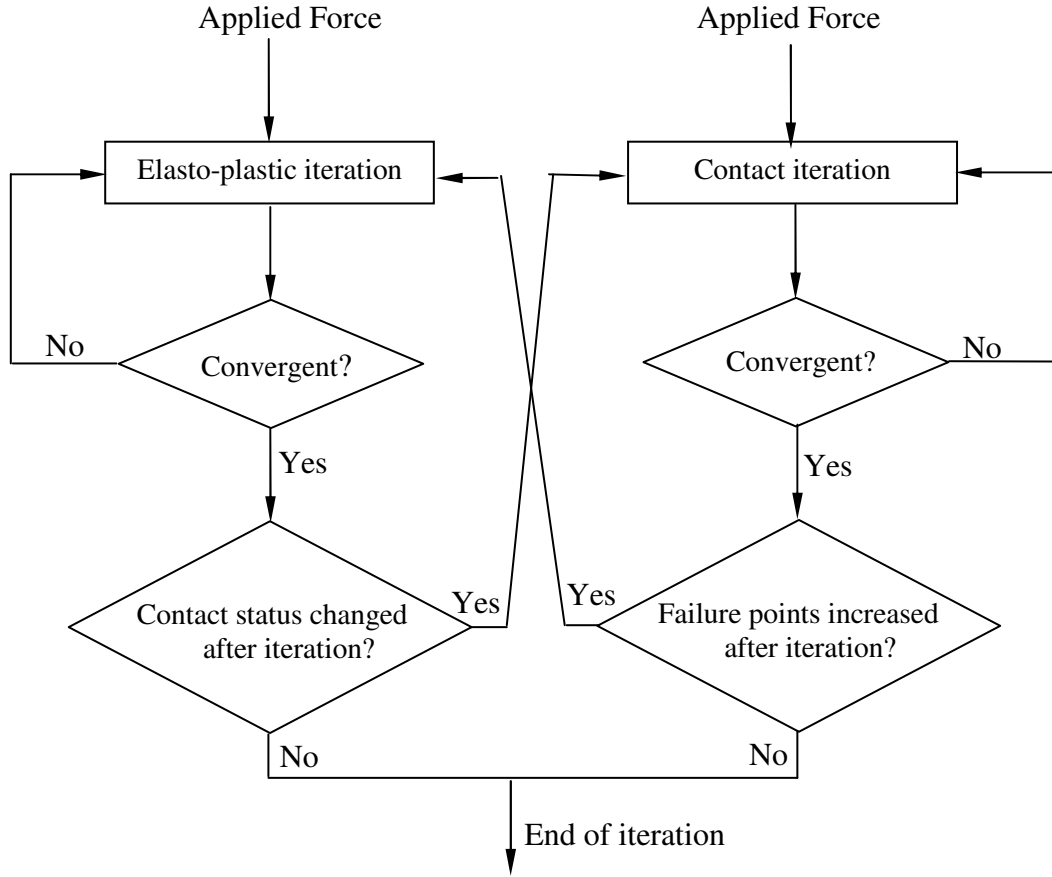 Applied Force
Applied Force
Elasto-plastic iteration
Contact iteration
No
Convergent?
Convergent?
No
Yes
Yes
Contact status changed
after iteration?
Yes
Yes
Failure points increased
after iteration?
No
No
End of iteration